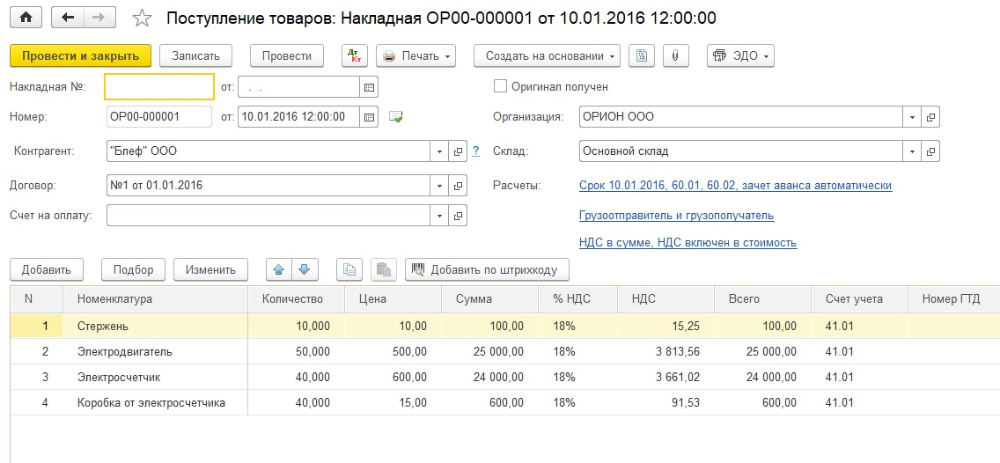 Поступление товаров: Накладная ОР00-000001 от 10.01.2016 12:00:00
Провести и закрыть Записать Провести Дт Кт Печать Создать на основании ЭДО
Накладная №: от: . . Оригинал получен
Номер: ОР00-000001 от: 10.01.2016 12:00:00 Организация: ОРИОН ООО
Контрагент: "Блеф" ООО ? Склад: Основной склад
Договор: №1 от 01.01.2016 Расчеты: Срок 10.01.2016, 60.01, 60.02, зачет аванса автоматически
Счет на оплату: Грузоотправитель и грузополучатель
НДС в сумме, НДС включен в стоимость
Добавить Подбор Изменить Добавить по штрихкоду
N Номенклатура Количество Цена Сумма % НДС НДС Всего Счет учета Номер ГТД
1 Стержень 10,000 10,00 100,00 18% 15,25 100,00 41.01
2 Электродвигатель 50,000 500,00 25 000,00 18% 3 813,56 25 000,00 41.01
3 Электросчетчик 40,000 600,00 24 000,00 18% 3 661,02 24 000,00 41.01
4 Коробка от электросчетчика 40,000 15,00 600,00 18% 91,53 600,00 41.01